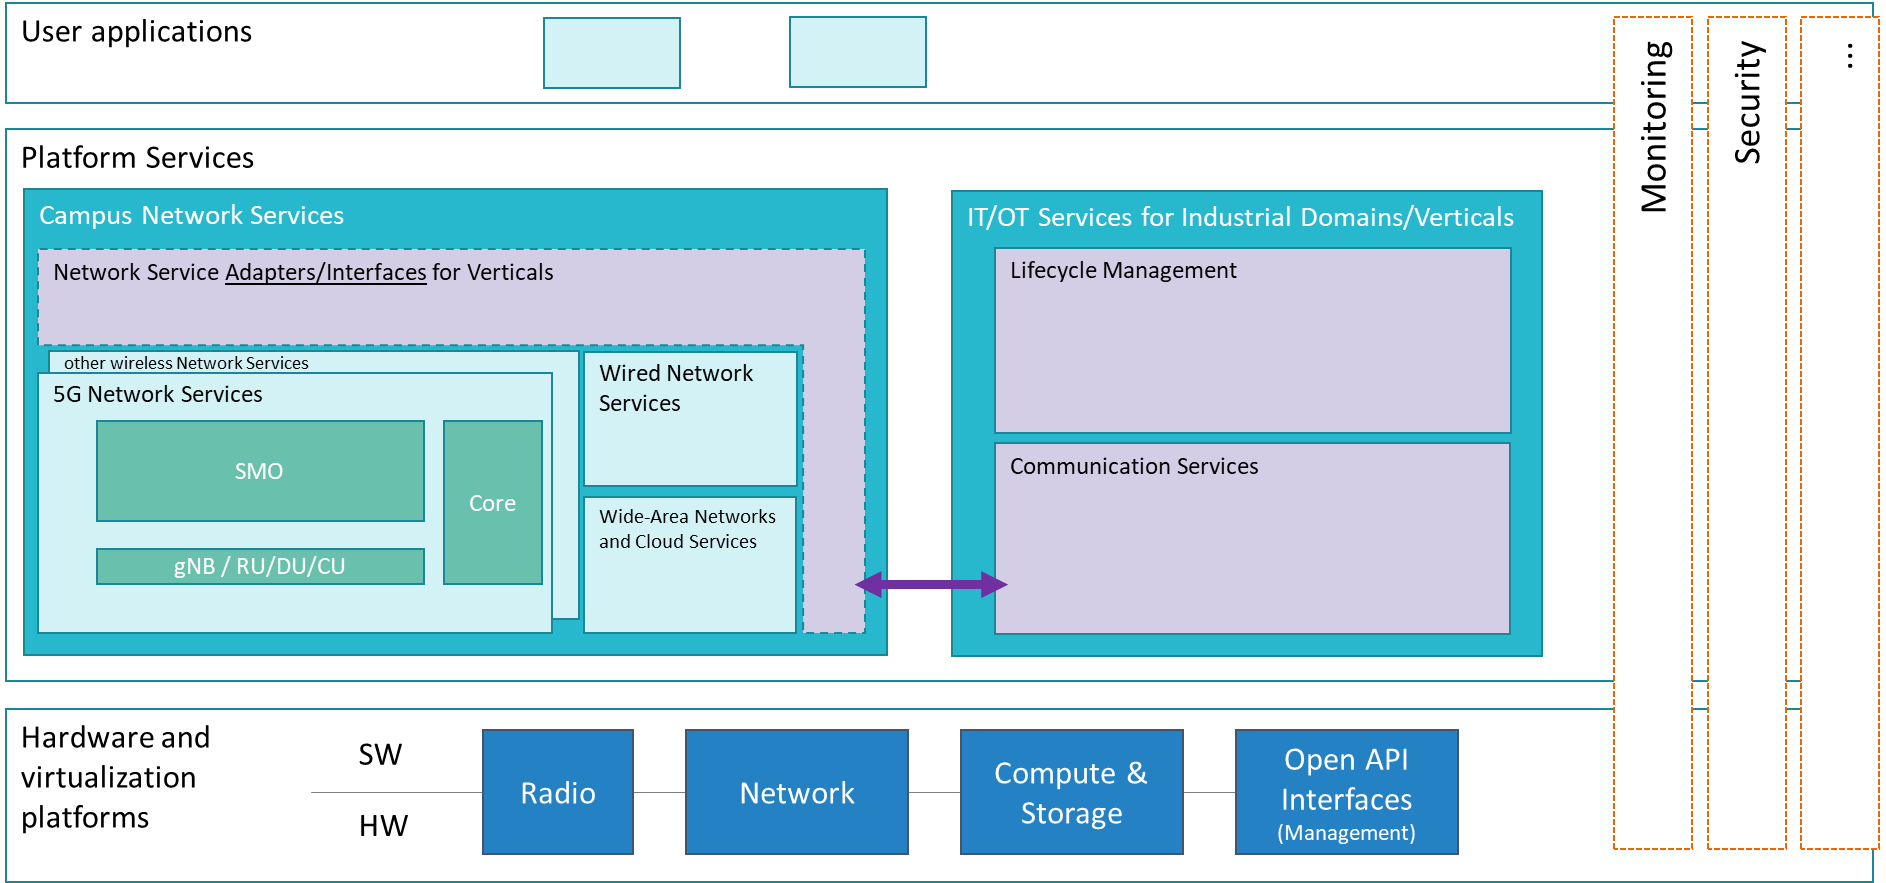 User applications
Monitoring
Security
...
Platform Services
Campus Network Services
Network Service Adapters/Interfaces for Verticals
other wireless Network Services
5G Network Services
SMO
Core
gNB / RU/DU/CU
Wired Network
Services
Wide-Area Networks
and Cloud Services
IT/OT Services for Industrial Domains/Verticals
Lifecycle Management
Communication Services
Hardware and
virtualization
platforms
SW
HW
Radio
Network
Compute &
Storage
Open API
Interfaces
(Management)